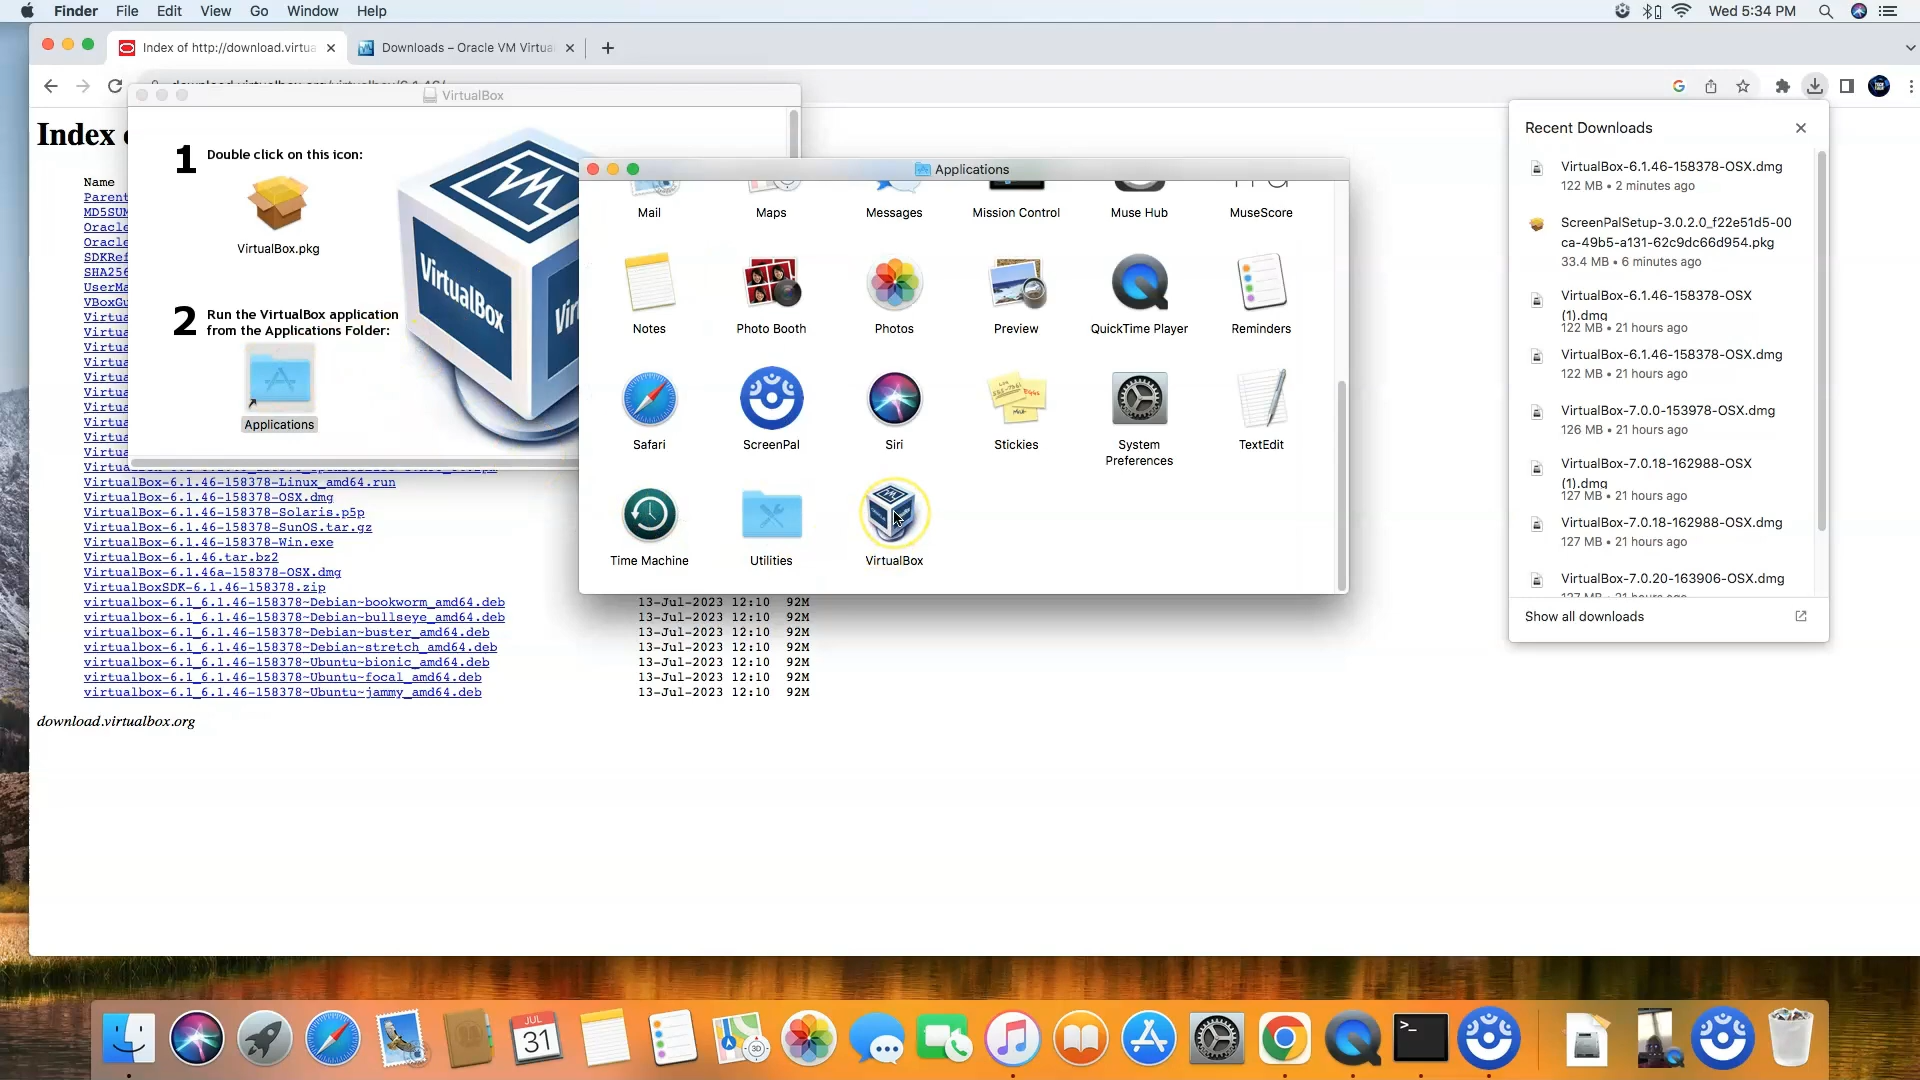 Finder File Edit View Go Window Help
Wed 5:34 PM
Index of http://download.virtua
Downloads – Oracle VM Virtua
VirtualBox
Index
1 Double click on this icon:
VirtualBox.pkg
2 Run the VirtualBox application
from the Applications Folder:
Applications
VirtualBox
Name
Parent
MD5SUM
Oracle
Oracle
SDKRef
SHA256
UserMa
VBoxGu
Virtua
Virtua
Virtua
Virtua
Virtua
Virtua
Virtua
Virtua
Virtua
Virtua
VirtualBox-6.1.46-158378-Linux_amd64.run
VirtualBox-6.1.46-158378-OSX.dmg
VirtualBox-6.1.46-158378-Solaris.p5p
VirtualBox-6.1.46-158378-SunOS.tar.gz
VirtualBox-6.1.46-158378-Win.exe
VirtualBox-6.1.46.tar.bz2
VirtualBox-6.1.46a-158378-OSX.dmg
VirtualBoxSDK-6.1.46-158378.zip
virtualbox-6.1_6.1.46-158378~Debian~bookworm_amd64.deb 13-Jul-2023 12:10 92M
virtualbox-6.1_6.1.46-158378~Debian~bullseye_amd64.deb 13-Jul-2023 12:10 92M
virtualbox-6.1_6.1.46-158378~Debian~buster_amd64.deb 13-Jul-2023 12:10 92M
virtualbox-6.1_6.1.46-158378~Debian~stretch_amd64.deb 13-Jul-2023 12:10 92M
virtualbox-6.1_6.1.46-158378~Ubuntu~bionic_amd64.deb 13-Jul-2023 12:10 92M
virtualbox-6.1_6.1.46-158378~Ubuntu~focal_amd64.deb 13-Jul-2023 12:10 92M
virtualbox-6.1_6.1.46-158378~Ubuntu~jammy_amd64.deb 13-Jul-2023 12:10 92M
download.virtualbox.org
Applications
Mail Maps Messages Mission Control Muse Hub MuseScore
Notes Photo Booth Photos Preview QuickTime Player Reminders
Safari ScreenPal Siri Stickies System TextEdit
Preferences
Time Machine Utilities VirtualBox
Recent Downloads
VirtualBox-6.1.46-158378-OSX.dmg
122 MB • 2 minutes ago
ScreenPalSetup-3.0.2.0_f22e51d5-00
ca-49b5-a131-62c9dc66d954.pkg
33.4 MB • 6 minutes ago
VirtualBox-6.1.46-158378-OSX
(1).dmg
122 MB • 21 hours ago
VirtualBox-6.1.46-158378-OSX.dmg
122 MB • 21 hours ago
VirtualBox-7.0.0-153978-OSX.dmg
126 MB • 21 hours ago
VirtualBox-7.0.18-162988-OSX
(1).dmg
127 MB • 21 hours ago
VirtualBox-7.0.18-162988-OSX.dmg
127 MB • 21 hours ago
VirtualBox-7.0.20-163906-OSX.dmg
127 MB • 21 hours ago
Show all downloads
JUL
31
3D